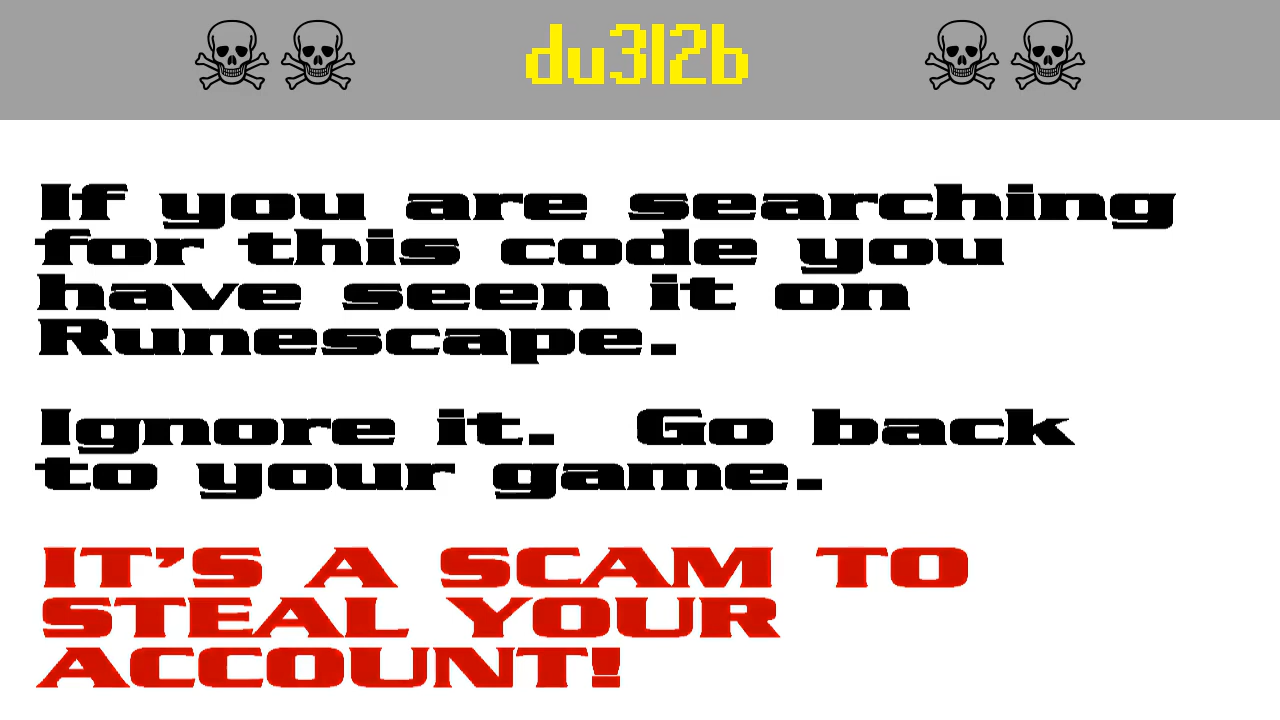 du3l2b
If you are searching
for this code you
have seen it on
Runescape.
Ignore it. Go back
to your game.
IT'S A SCAM TO
STEAL YOUR
ACCOUNT!